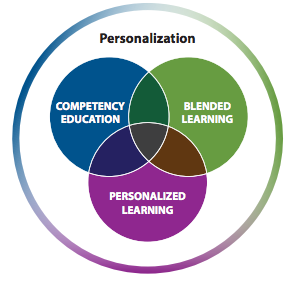 Personalization
COMPETENCY
EDUCATION
BLENDED
LEARNING
PERSONALIZED
LEARNING